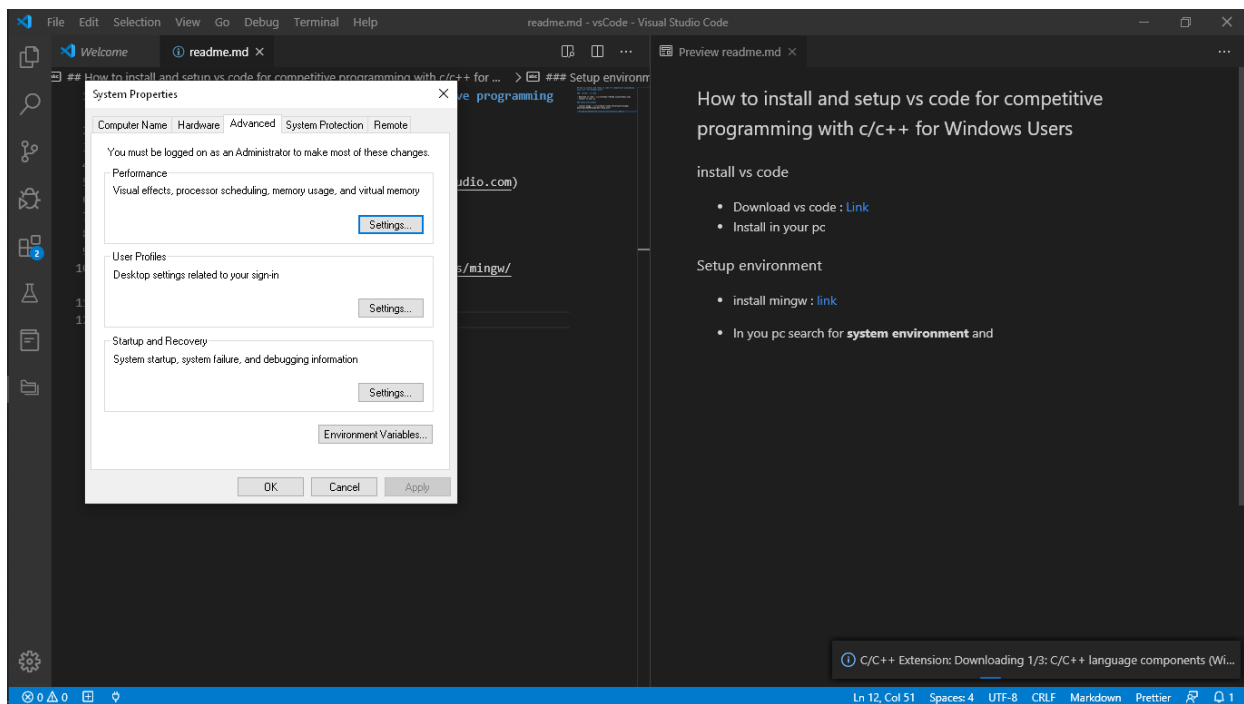 File Edit Selection View Go Debug Terminal Help
readme.md - vsCode - Visual Studio Code
Welcome
readme.md
## How to install and setup vs code for competitive programming with c/c++ for ... > ### Setup environm
ve programming
udio.com)
10
s/mingw/
System Properties
Computer Name Hardware Advanced System Protection Remote
You must be logged on as an Administrator to make most of these changes.
Performance
Visual effects, processor scheduling, memory usage, and virtual memory
Settings...
User Profiles
Desktop settings related to your sign-in
Settings...
Startup and Recovery
System startup, system failure, and debugging information
Settings...
Environment Variables...
OK Cancel Apply
Preview readme.md
How to install and setup vs code for competitive
programming with c/c++ for Windows Users
install vs code
• Download vs code : Link
• Install in your pc
Setup environment
• install mingw : link
• In you pc search for system environment and
2
C/C++ Extension: Downloading 1/3: C/C++ language components (Wi...
0 0
Ln 12, Col 51 Spaces: 4 UTF-8 CRLF Markdown Prettier 1